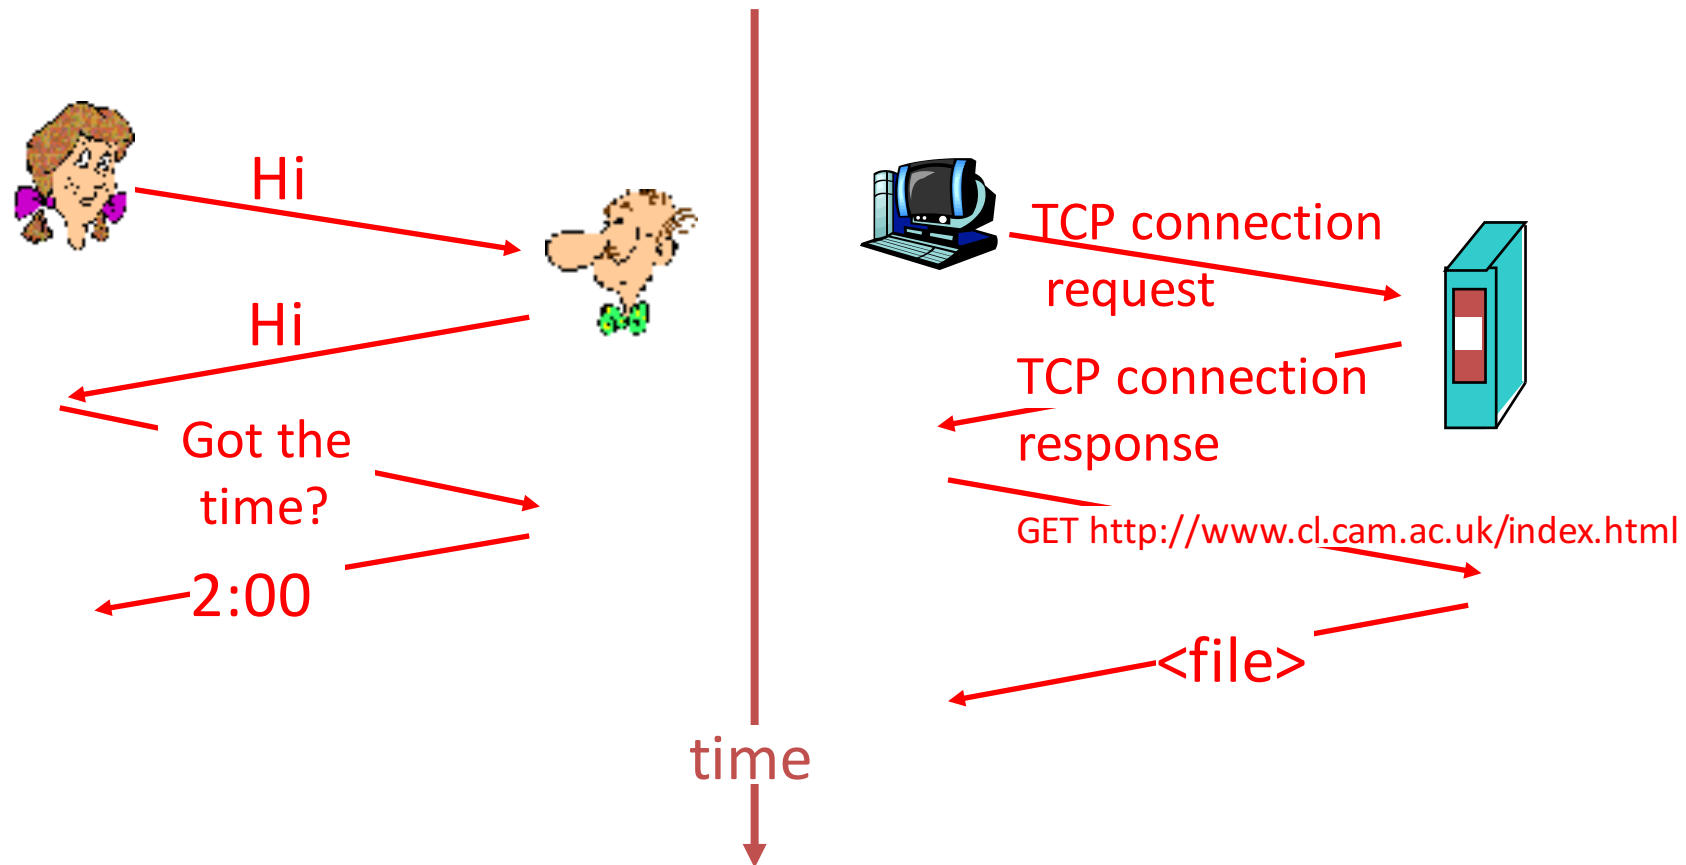 Hi
Hi
Got the
time?
2:00
time
TCP connection
request
TCP connection
response
GET http://www.cl.cam.ac.uk/index.html
<file>